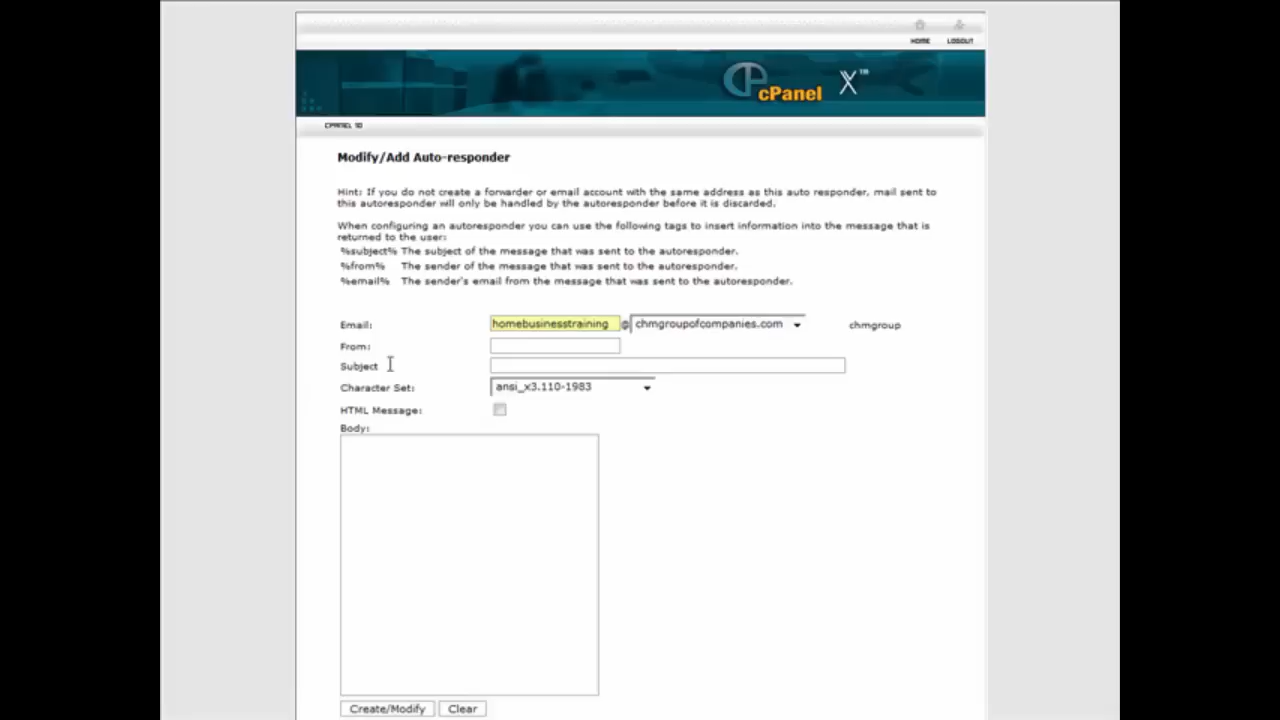 HOME LOGOUT
cPanel X™
CPANEL 10
Modify/Add Auto-responder
Hint: If you do not create a forwarder or email account with the same address as this auto responder, mail sent to
this autoresponder will only be handled by the autoresponder before it is discarded.
When configuring an autoresponder you can use the following tags to insert information into the message that is
returned to the user:
%subject% The subject of the message that was sent to the autoresponder.
%from% The sender of the message that was sent to the autoresponder.
%email% The sender's email from the message that was sent to the autoresponder.
Email: homebusinesstraining @ chmgroupofcompanies.com chmgroup
From:
Subject
Character Set: ansi_x3.110-1983
HTML Message:
Body:
Create/Modify Clear